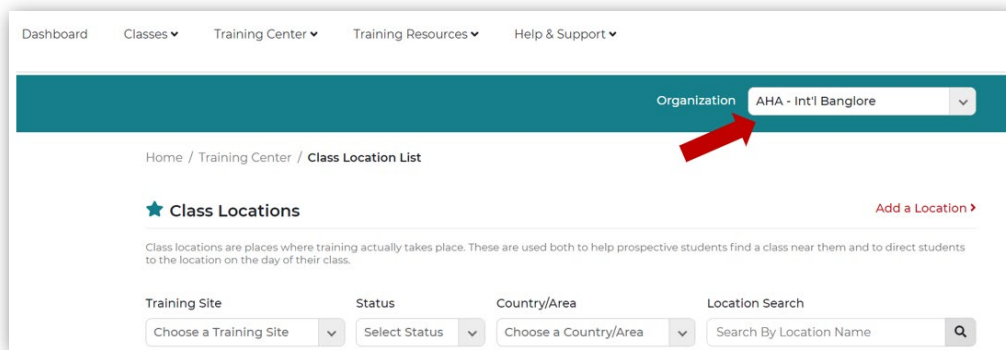 Dashboard Classes Training Center Training Resources Help & Support
Organization AHA - Int'l Banglore
Home / Training Center / Class Location List
Class Locations Add a Location
Class locations are places where training actually takes place. These are used both to help prospective students find a class near them and to direct students
to the location on the day of their class.
Training Site Status Country/Area Location Search
Choose a Training Site Select Status Choose a Country/Area Search By Location Name